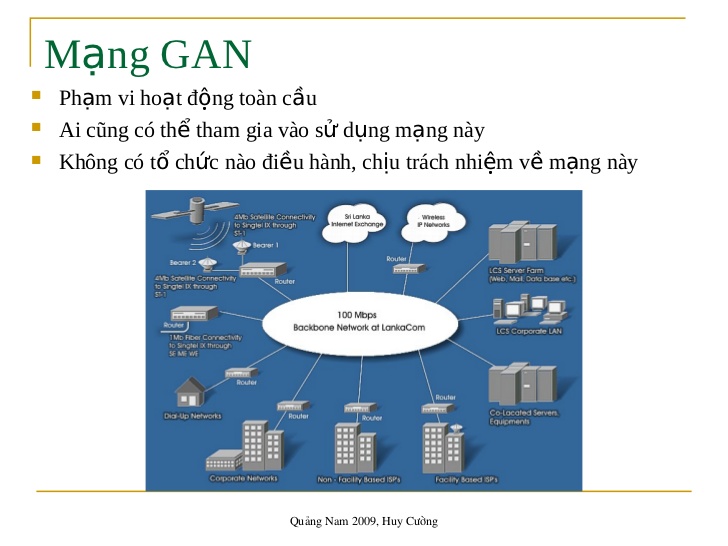 Mạng GAN
Phạm vi hoạt động toàn cầu
Ai cũng có thể tham gia vào sử dụng mạng này
Không có tổ chức nào điều hành, chịu trách nhiệm về mạng này
4Mb Satellite Connectivity
to Singtel IX through
ST-1
Bearer 1
Bearer 2
Router
4Mb Satellite Connectivity
to Singtel IX through
ST-1
Sri Lanka
Internet Exchange
Wireless
IP Networks
Router
LCS Server Farm
(Web, Mail, Data base etc.)
Router
1Mb Fiber Connectivity
to Singtel IX through
SE ME WE
100 Mbps
Backbone Network at LankaCom
LCS Corporate LAN
Router
Dial-Up Networks
Router
Router
Router
Co-Located Servers,
Equipments
Corporate Networks
Non - Facility Based ISP's
Facility Based ISP's
Quảng Nam 2009, Huy Cường